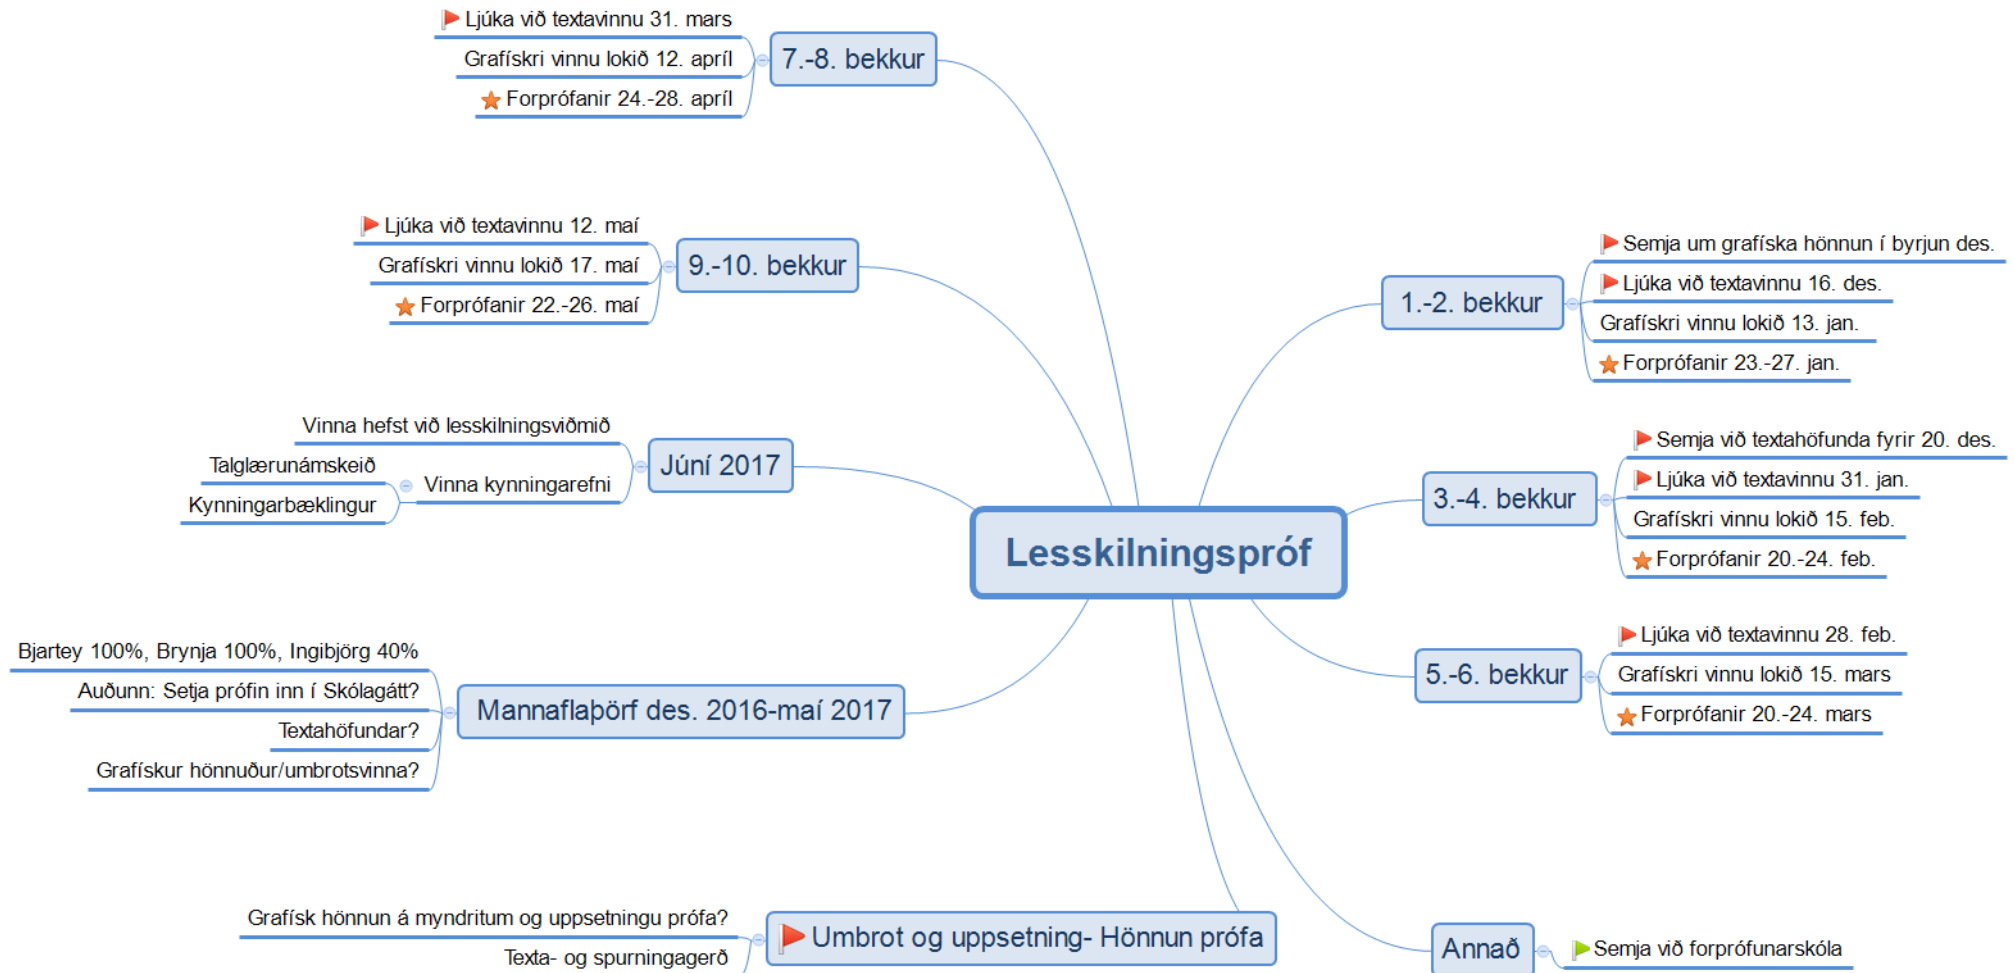 Lesskilningspróf
1.-2. bekkur
Semja um grafíska hönnun í byrjun des.
Ljúka við textavinnu 16. des.
Grafískri vinnu lokið 13. jan.
Forprófanir 23.-27. jan.
3.-4. bekkur
Semja við textahöfunda fyrir 20. des.
Ljúka við textavinnu 31. jan.
Grafískri vinnu lokið 15. feb.
Forprófanir 20.-24. feb.
5.-6. bekkur
Ljúka við textavinnu 28. feb.
Grafískri vinnu lokið 15. mars
Forprófanir 20.-24. mars
Annað
Semja við forprófunarskóla
Umbrot og uppsetning- Hönnun prófa
Grafísk hönnun á myndritum og uppsetningu prófa?
Texta- og spurningagerð
Mannaflaþörf des. 2016-maí 2017
Bjartey 100%, Brynja 100%, Ingibjörg 40%
Auðunn: Setja prófin inn í Skólagátt?
Textahöfundar?
Grafískur hönnuður/umbrotsvinna?
Júní 2017
Vinna hefst við lesskilningsviðmið
Vinna kynningarefni
Talglærunámskeið
Kynningarbæklingur
9.-10. bekkur
Ljúka við textavinnu 12. maí
Grafískri vinnu lokið 17. maí
Forprófanir 22.-26. maí
7.-8. bekkur
Ljúka við textavinnu 31. mars
Grafískri vinnu lokið 12. apríl
Forprófanir 24.-28. apríl